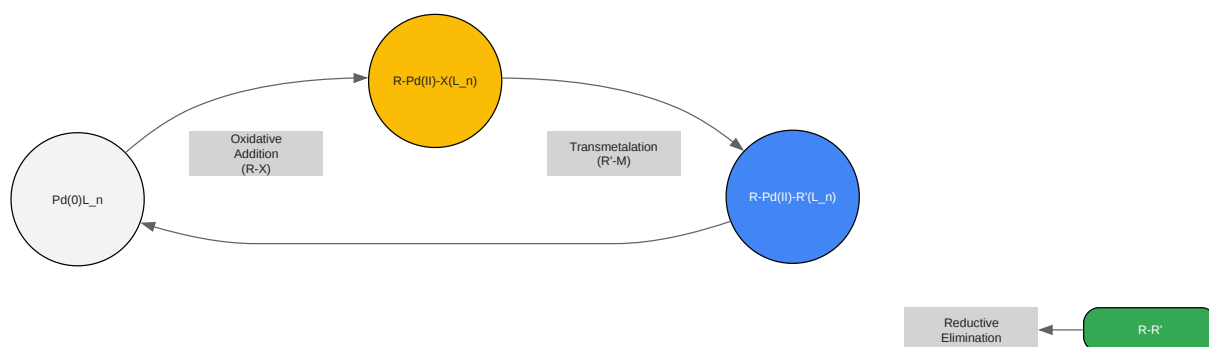 R-Pd(II)-X(L_n)
Oxidative
Addition
(R-X)
Transmetalation
(R'-M)
Pd(0)L_n
R-Pd(II)-R'(L_n)
Reductive
Elimination
R-R'